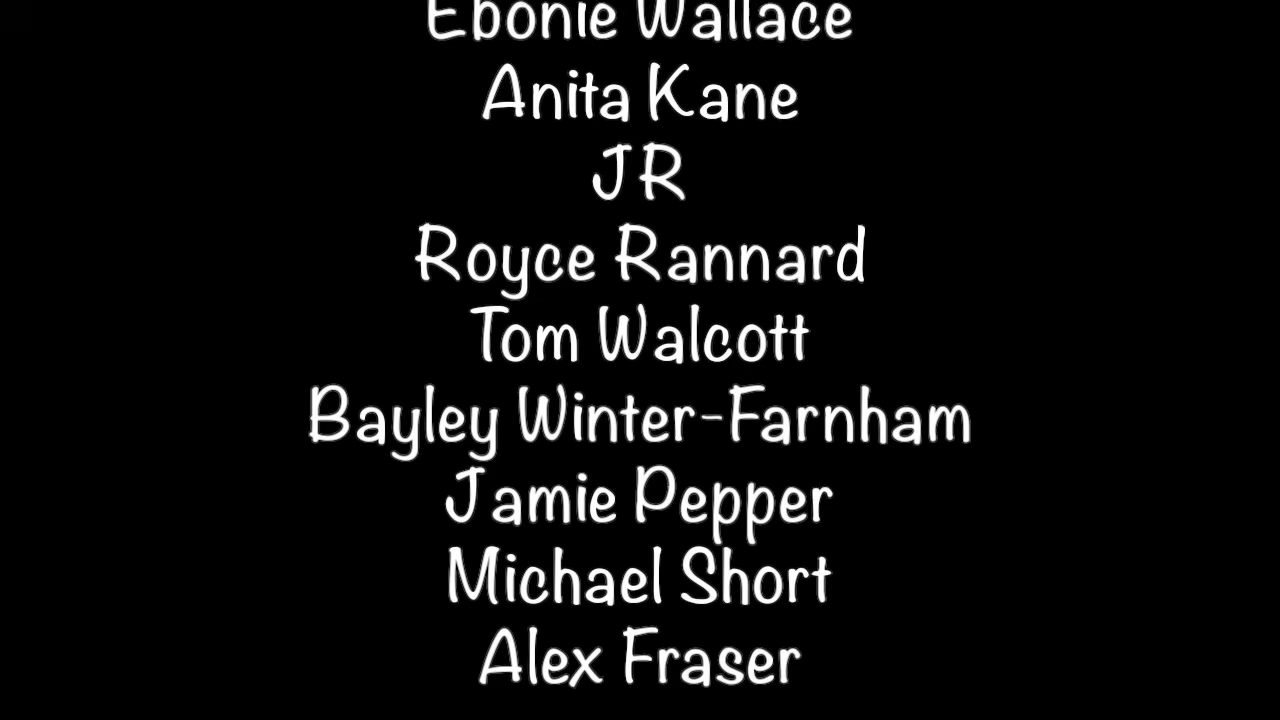 Ebonie Wallace
Anita Kane
JR
Royce Rannard
Tom Walcott
Bayley Winter-Farnham
Jamie Pepper
Michael Short
Alex Fraser